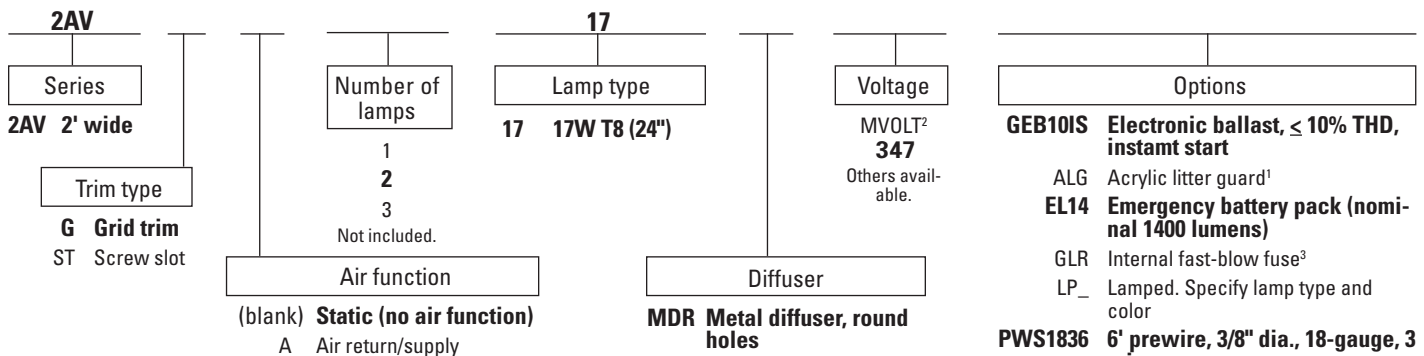 2AV 17
Series
2AV 2' wide
Trim type
G Grid trim
ST Screw slot
Number of
lamps
1
2
3
Not included.
Air function
(blank) Static (no air function)
A Air return/supply
Lamp type
17 17W T8 (24")
Diffuser
MDR Metal diffuser, round
holes
Voltage
MVOLT²
347
Others avail-
able.
Options
GEB10IS Electronic ballast, ≤ 10% THD,
instamt start
ALG Acrylic litter guard¹
EL14 Emergency battery pack (nomi-
nal 1400 lumens)
GLR Internal fast-blow fuse³
LP_ Lamped. Specify lamp type and
color
PWS1836 6' prewire, 3/8" dia., 18-gauge, 3